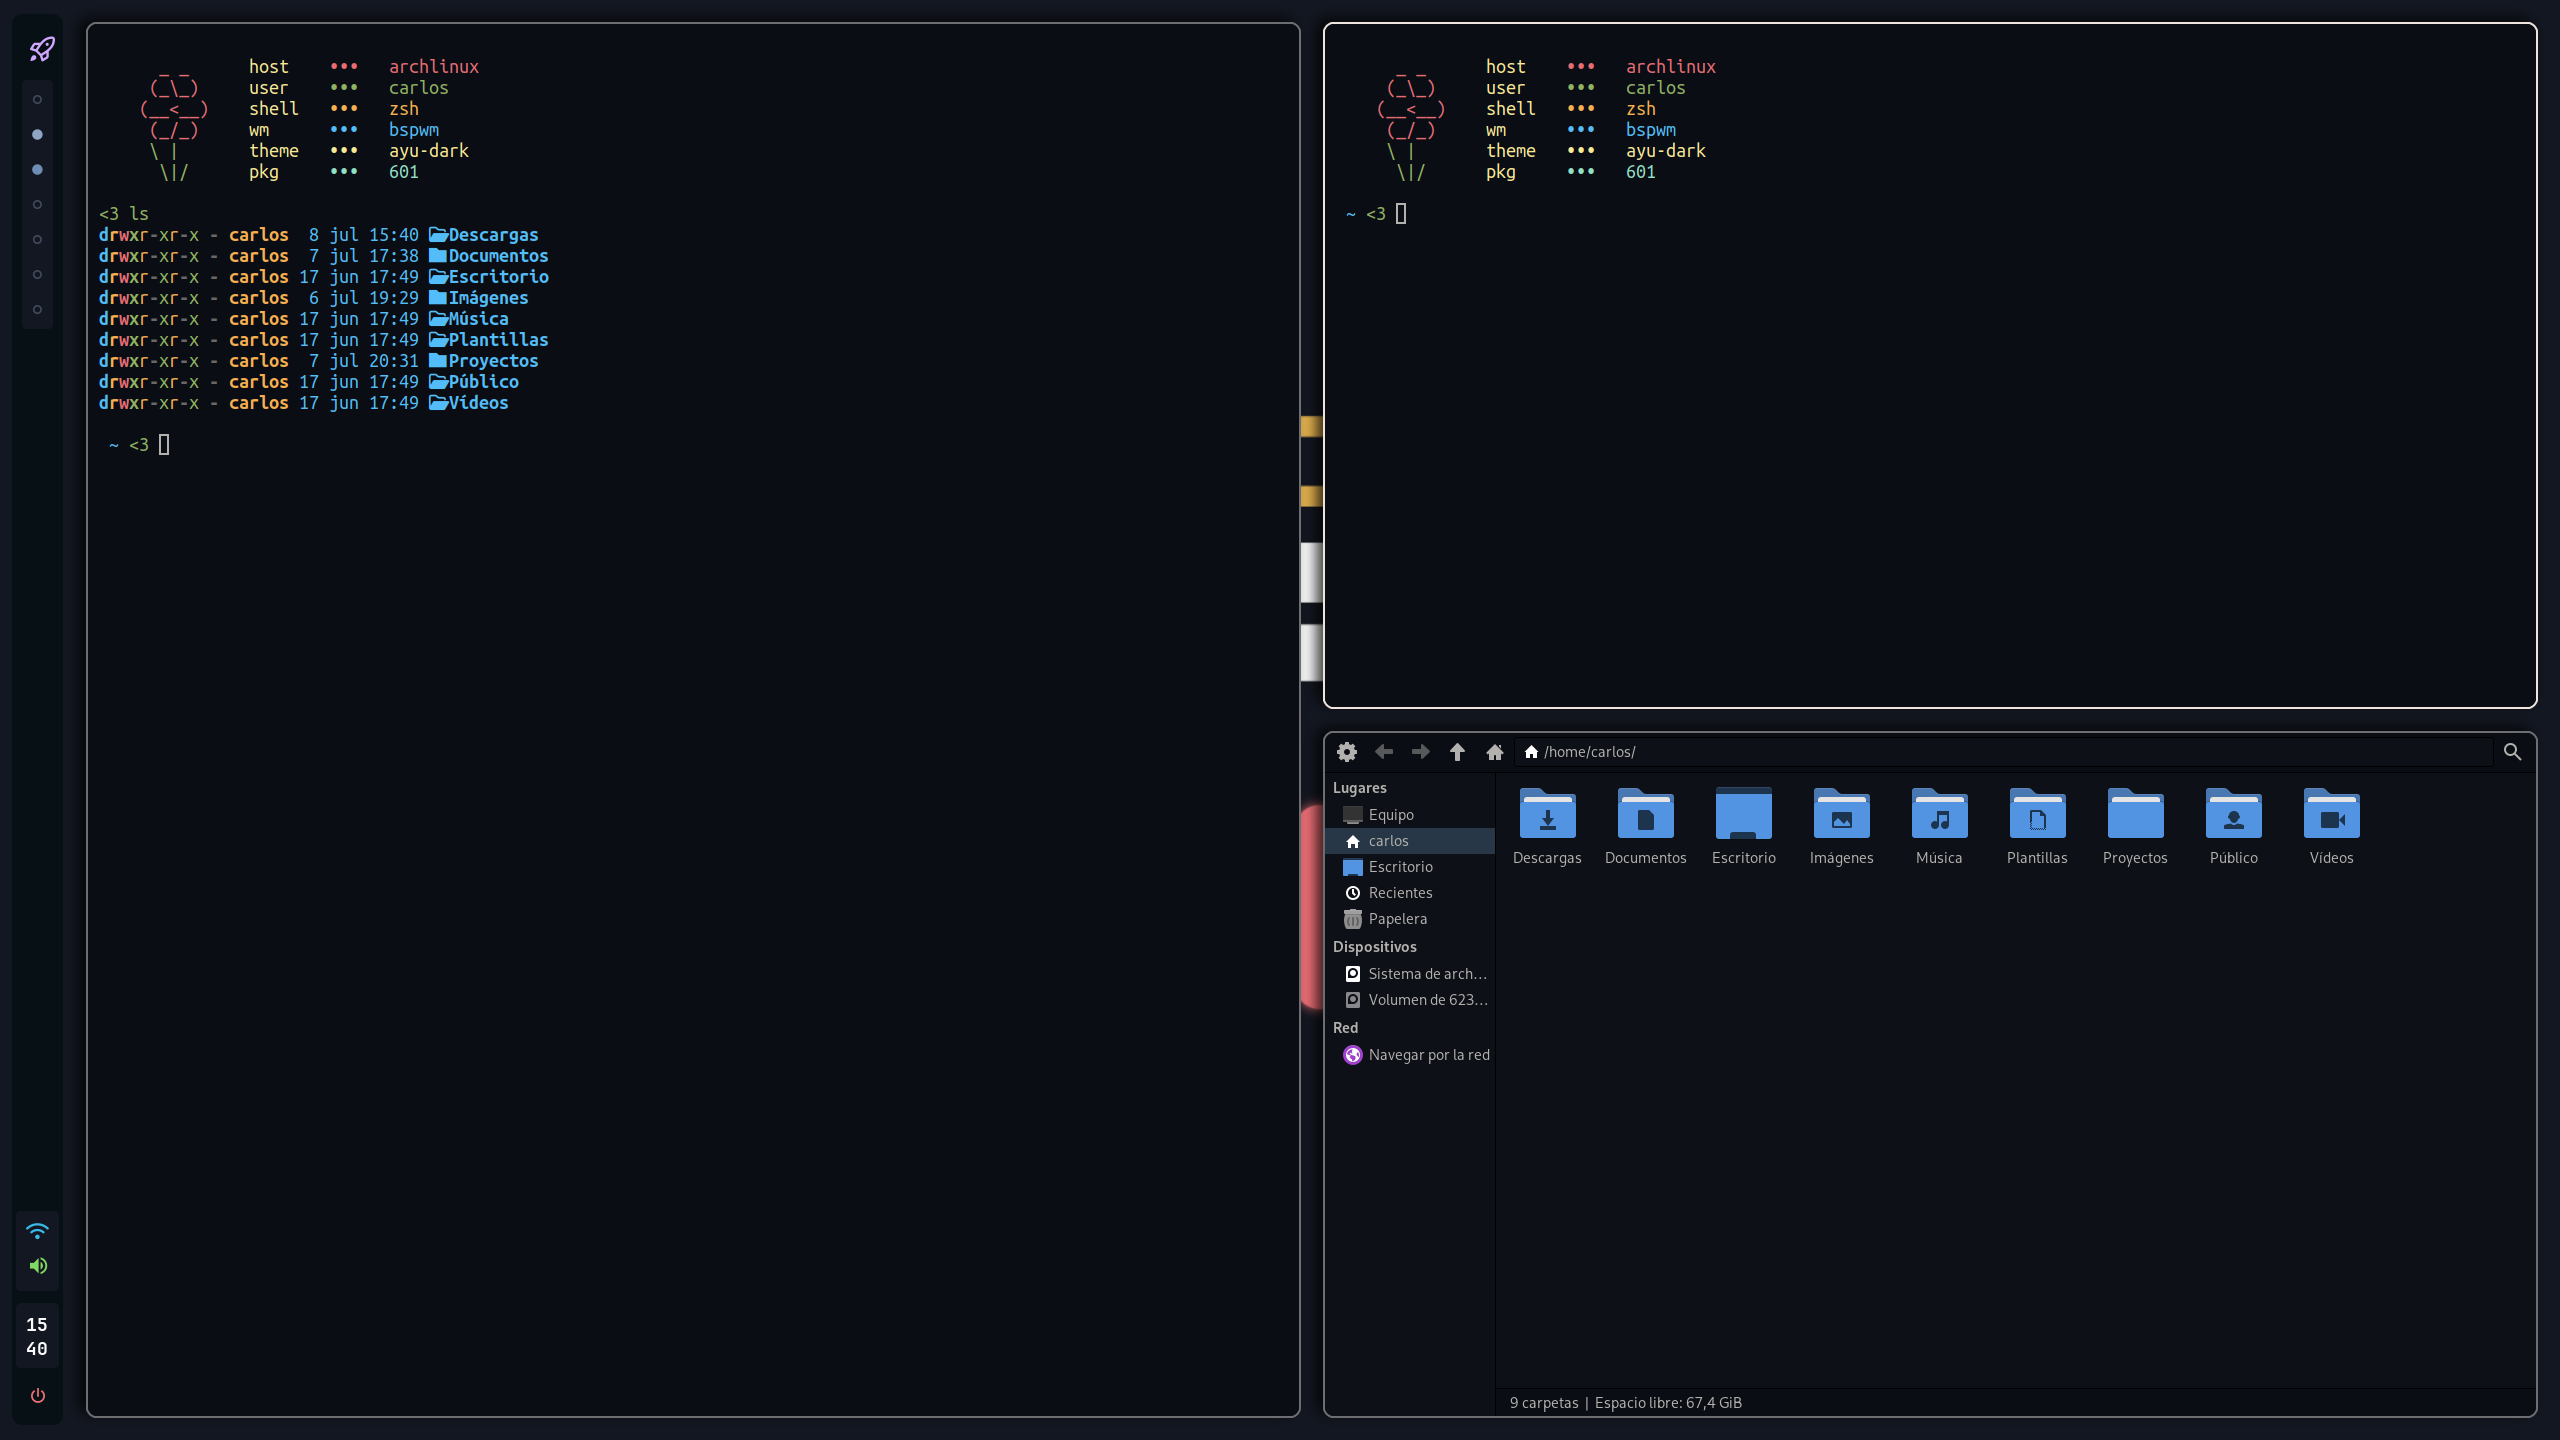 host ••• archlinux
user ••• carlos
shell ••• zsh
wm ••• bspwm
theme ••• ayu-dark
pkg ••• 601
<3 ls
drwxr-xr-x - carlos  8 jul 15:40 Descargas
drwxr-xr-x - carlos  7 jul 17:38 Documentos
drwxr-xr-x - carlos 17 jun 17:49 Escritorio
drwxr-xr-x - carlos  6 jul 19:29 Imágenes
drwxr-xr-x - carlos 17 jun 17:49 Música
drwxr-xr-x - carlos 17 jun 17:49 Plantillas
drwxr-xr-x - carlos  7 jul 20:31 Proyectos
drwxr-xr-x - carlos 17 jun 17:49 Público
drwxr-xr-x - carlos 17 jun 17:49 Vídeos
~ <3
host ••• archlinux
user ••• carlos
shell ••• zsh
wm ••• bspwm
theme ••• ayu-dark
pkg ••• 601
~ <3
/home/carlos/
Lugares
Equipo
carlos
Escritorio
Recientes
Papelera
Dispositivos
Sistema de arch...
Volumen de 623...
Red
Navegar por la red
Descargas
Documentos
Escritorio
Imágenes
Música
Plantillas
Proyectos
Público
Vídeos
9 carpetas | Espacio libre: 67,4 GiB
15
40